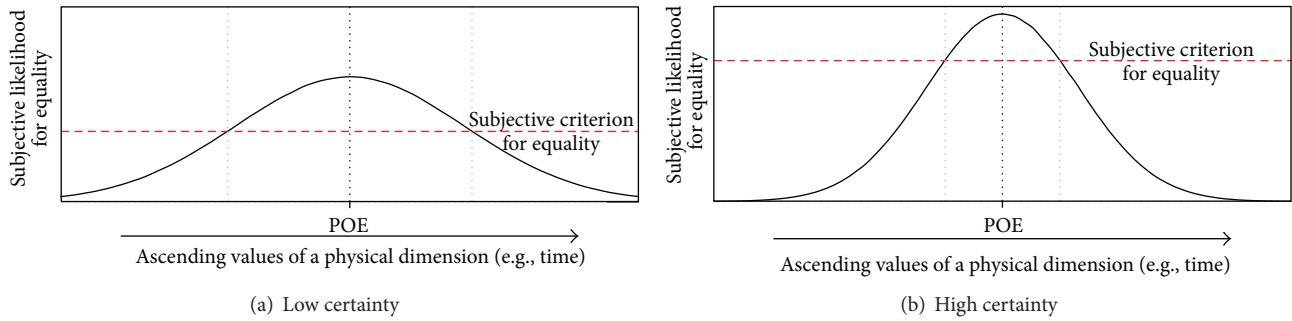 Subjective likelihood
for equality
Subjective criterion
for equality
POE
Ascending values of a physical dimension (e.g., time)
(a) Low certainty
Subjective likelihood
for equality
Subjective criterion
for equality
POE
Ascending values of a physical dimension (e.g., time)
(b) High certainty